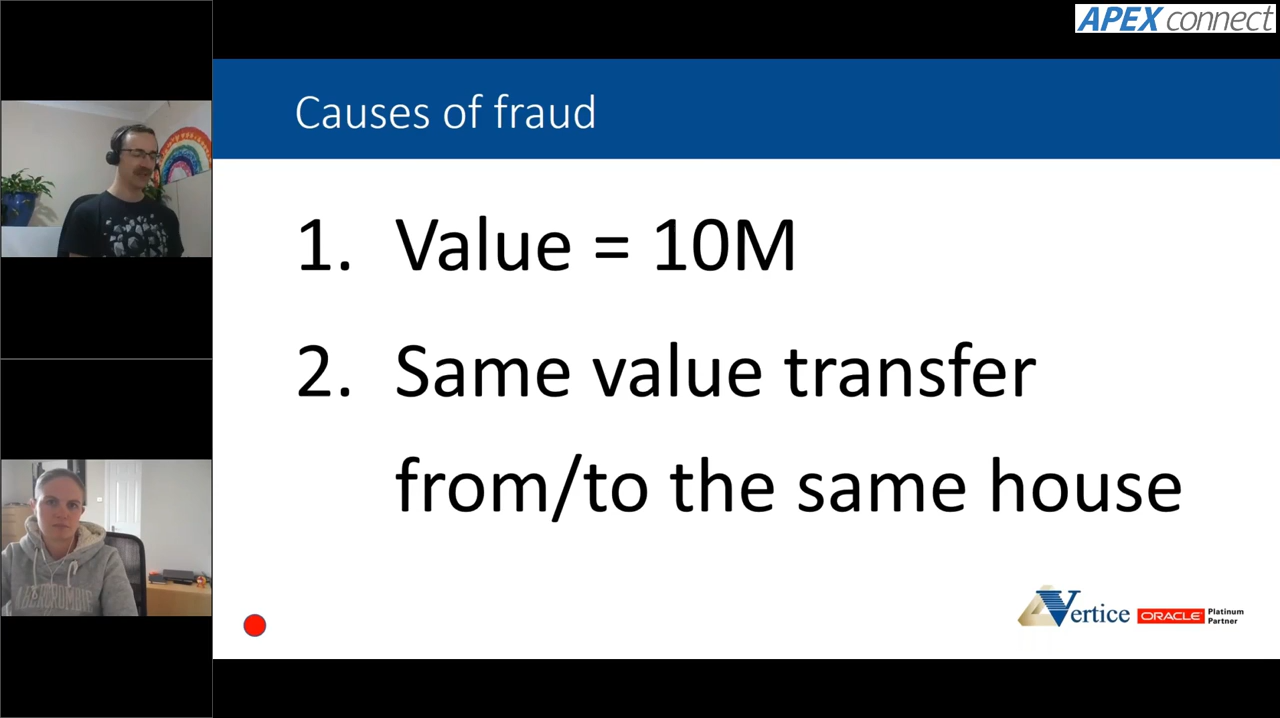 APEX connect
Causes of fraud
1. Value = 10M
2. Same value transfer
from/to the same house
ABERCROMBIE
Vertice ORACLE Platinum
Partner